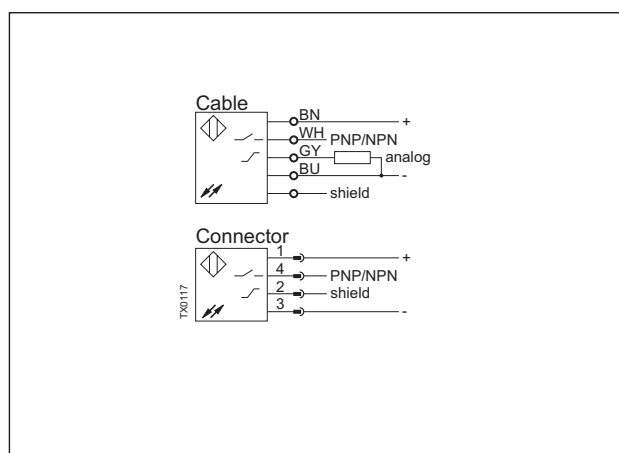 Cable
BN +
WH PNP/NPN
GY analog
BU -
shield
Connector
1 +
4 PNP/NPN
2 shield
3 -
TX0117